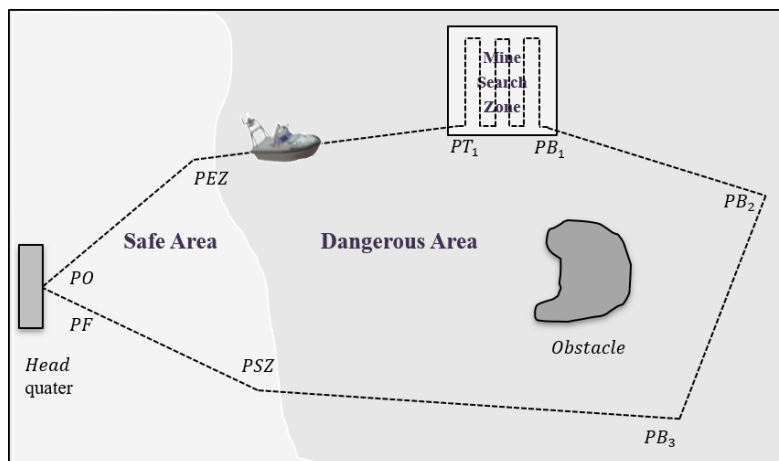 Mine
Search
Zone
PT₁
PB₁
PEZ
PB₂
Safe Area
Dangerous Area
PO
PF
Obstacle
Head
quater
PSZ
PB₃